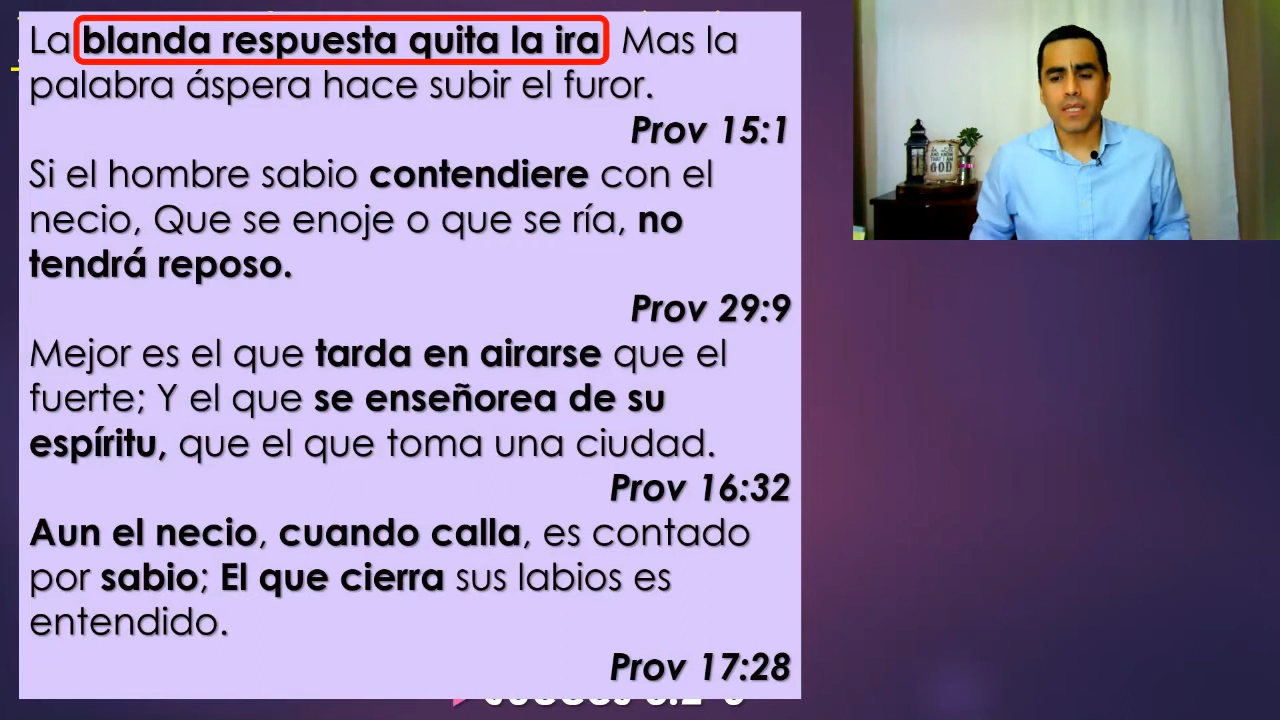 La blanda respuesta quita la ira Mas la
palabra áspera hace subir el furor.
Prov 15:1
Si el hombre sabio contendiere con el
necio, Que se enoje o que se ría, no
tendrá reposo.
Prov 29:9
Mejor es el que tarda en airarse que el
fuerte; Y el que se enseñorea de su
espíritu, que el que toma una ciudad.
Prov 16:32
Aun el necio, cuando calla, es contado
por sabio; El que cierra sus labios es
entendido.
Prov 17:28
THAT I AM
GOD